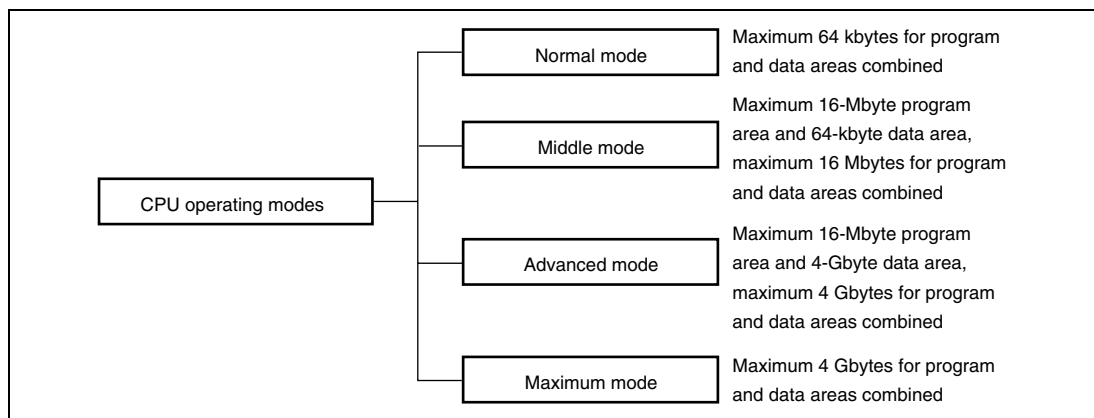 Normal mode
Maximum 64 kbytes for program
and data areas combined
Middle mode
Maximum 16-Mbyte program
area and 64-kbyte data area,
maximum 16 Mbytes for program
and data areas combined
CPU operating modes
Advanced mode
Maximum 16-Mbyte program
area and 4-Gbyte data area,
maximum 4 Gbytes for program
and data areas combined
Maximum mode
Maximum 4 Gbytes for program
and data areas combined